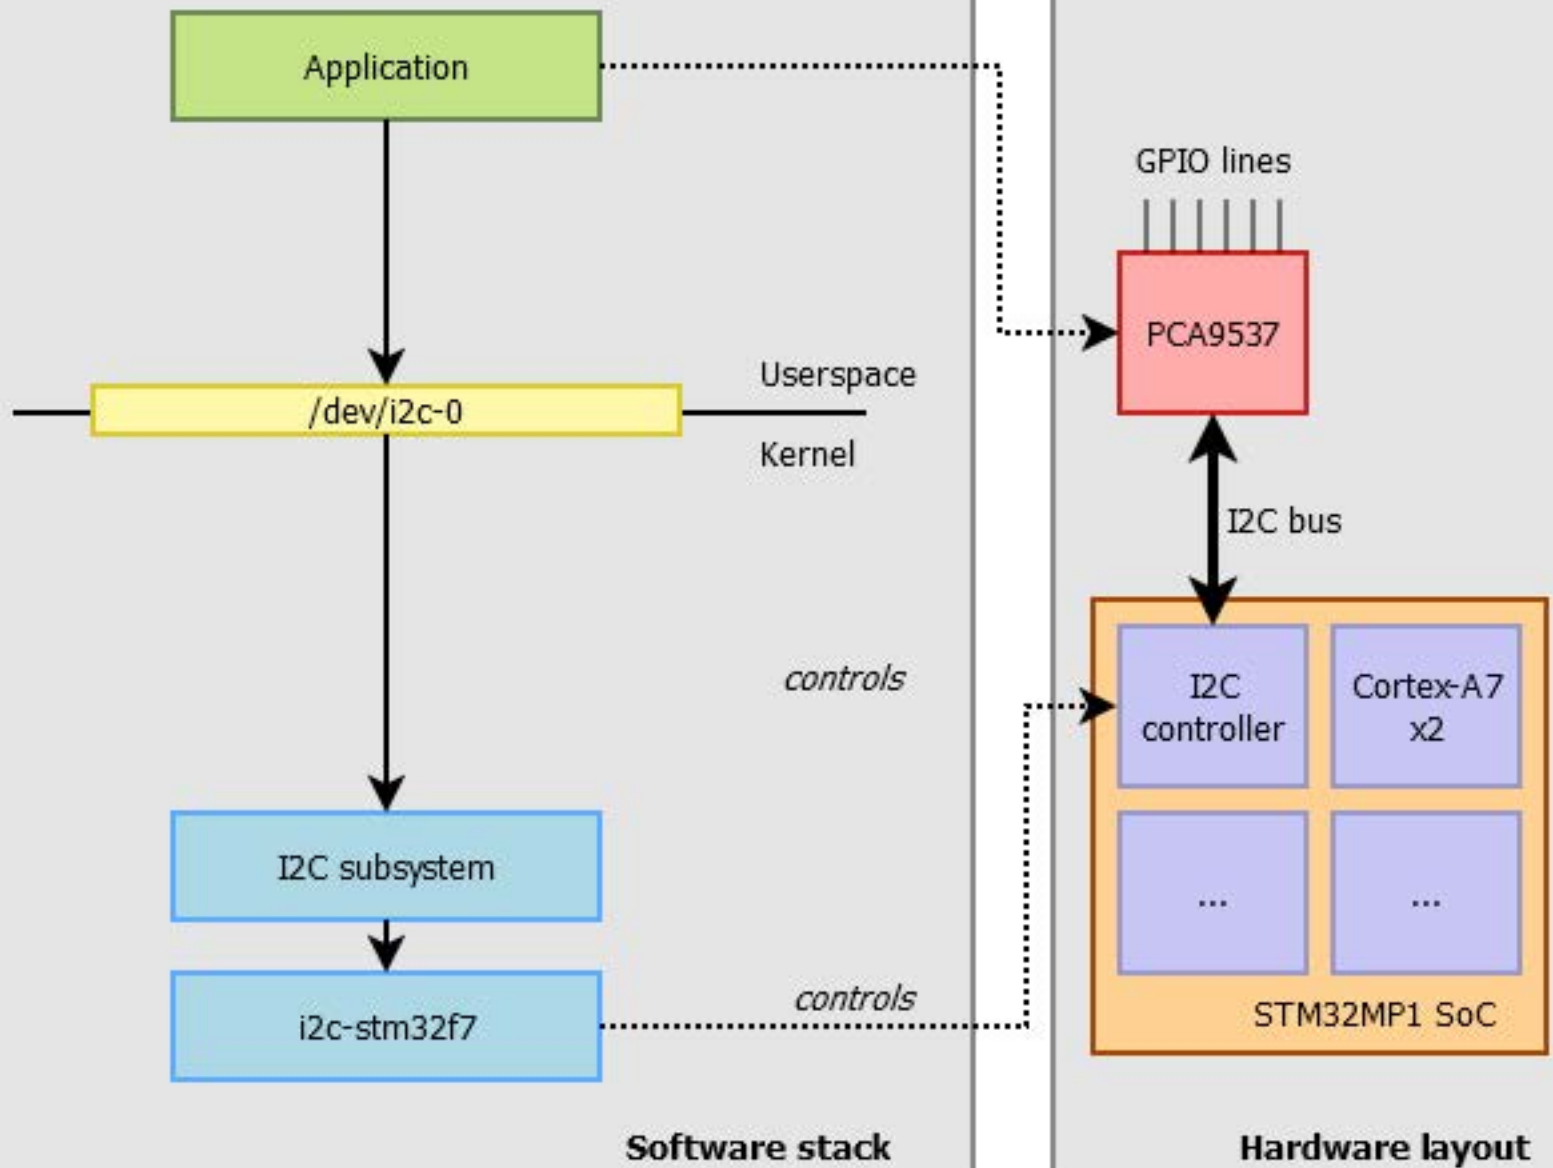 Application
GPIO lines
PCA9537
Userspace
/dev/i2c-0
Kernel
I2C bus
controls
I2C
controller
Cortex-A7
x2
I2C subsystem
...
...
controls
i2c-stm32f7
STM32MP1 SoC
Software stack
Hardware layout